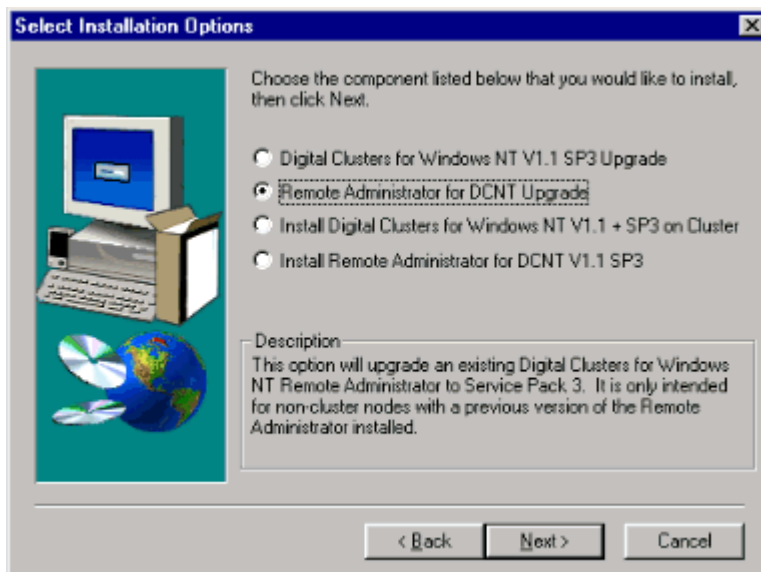 Select Installation Options
Choose the component listed below that you would like to install,
then click Next.
Digital Clusters for Windows NT V1.1 SP3 Upgrade
Remote Administrator for DCNT Upgrade
Install Digital Clusters for Windows NT V1.1 + SP3 on Cluster
Install Remote Administrator for DCNT V1.1 SP3
Description
This option will upgrade an existing Digital Clusters for Windows
NT Remote Administrator to Service Pack 3. It is only intended
for non-cluster nodes with a previous version of the Remote
Administrator installed.
< Back
Next >
Cancel